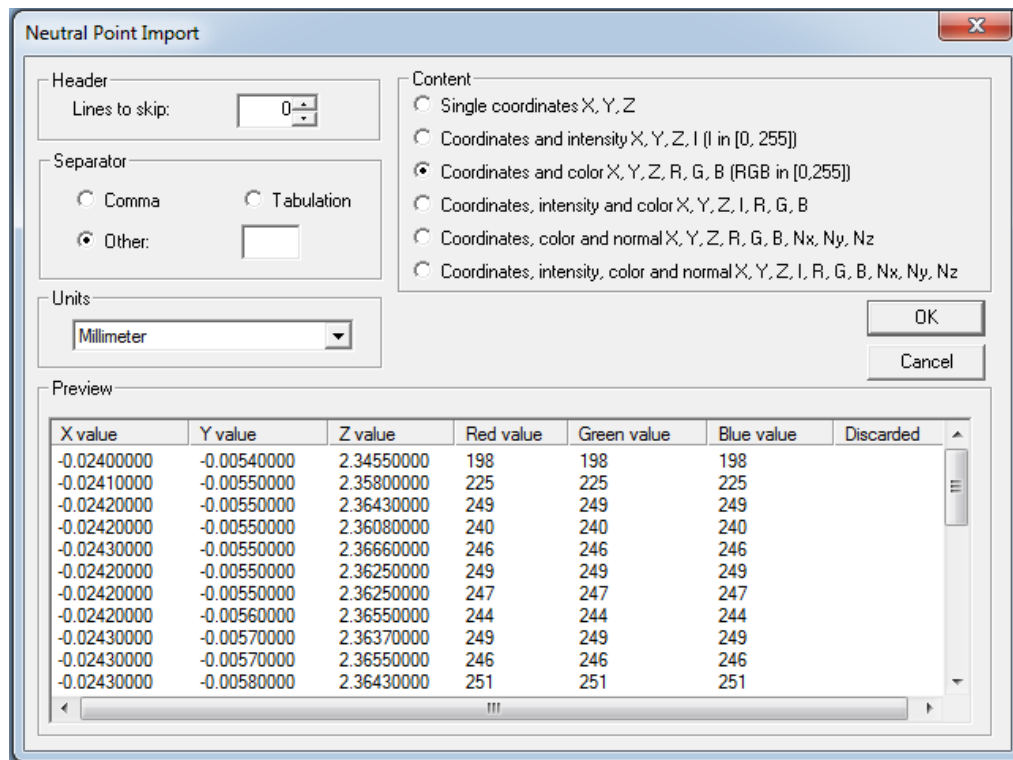 Neutral Point Import
Header
Lines to skip: 0
Separator
Comma
Tabulation
Other:
Units
Millimeter
Content
Single coordinates X, Y, Z
Coordinates and intensity X, Y, Z, I (I in [0, 255])
Coordinates and color X, Y, Z, R, G, B (RGB in [0,255])
Coordinates, intensity and color X, Y, Z, I, R, G, B
Coordinates, color and normal X, Y, Z, R, G, B, Nx, Ny, Nz
Coordinates, intensity, color and normal X, Y, Z, I, R, G, B, Nx, Ny, Nz
OK
Cancel
Preview
X value Y value Z value Red value Green value Blue value Discarded
-0.02400000 -0.00540000 2.34550000 198 198 198
-0.02410000 -0.00550000 2.35800000 225 225 225
-0.02420000 -0.00550000 2.36430000 249 249 249
-0.02420000 -0.00550000 2.36080000 240 240 240
-0.02430000 -0.00550000 2.36660000 246 246 246
-0.02420000 -0.00550000 2.36250000 249 249 249
-0.02420000 -0.00550000 2.36250000 247 247 247
-0.02420000 -0.00560000 2.36550000 244 244 244
-0.02430000 -0.00570000 2.36370000 249 249 249
-0.02430000 -0.00570000 2.36550000 246 246 246
-0.02430000 -0.00580000 2.36430000 251 251 251